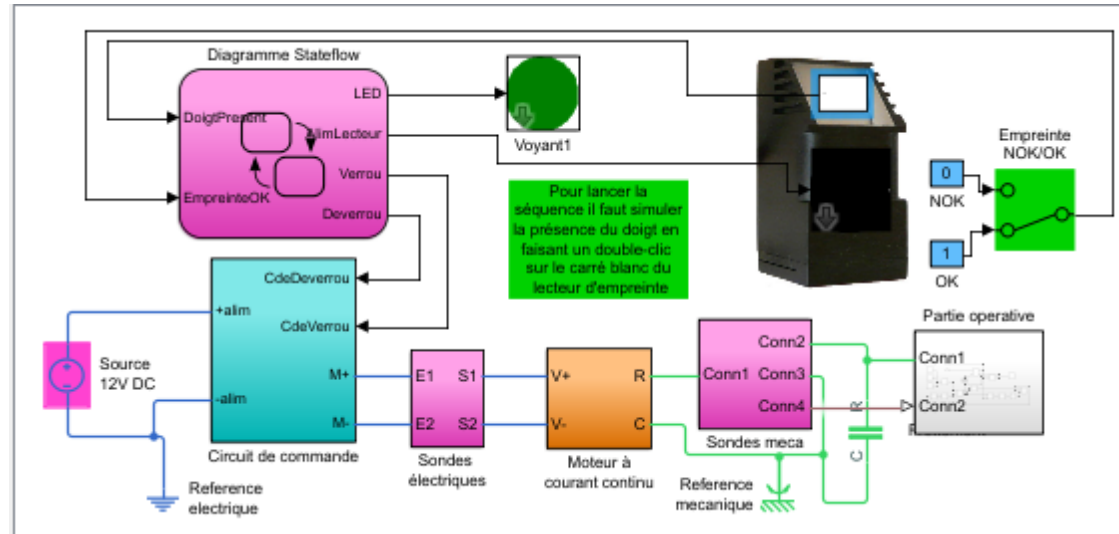 Diagramme Stateflow
LED
DoigtPresent
AlimLecteur
Verrou
EmpreinteOK
Deverrou
Voyant1
Pour lancer la
séquence il faut simuler
la présence du doigt en
faisant un double-clic
sur le carré blanc du
lecteur d'empreinte
Empreinte
NOK/OK
0
NOK
1
OK
CdeDeverrou
+alim
CdeVerrou
Source
12V DC
M+
-alim
M-
Circuit de commande
Reference
electrique
E1
S1
E2
S2
Sondes
électriques
V+
R
V-
C
Moteur à
courant continu
Conn2
Conn1
Conn3
Conn4
Sondes meca
Reference
mecanique
R
C
Partie operative
Conn1
Conn2